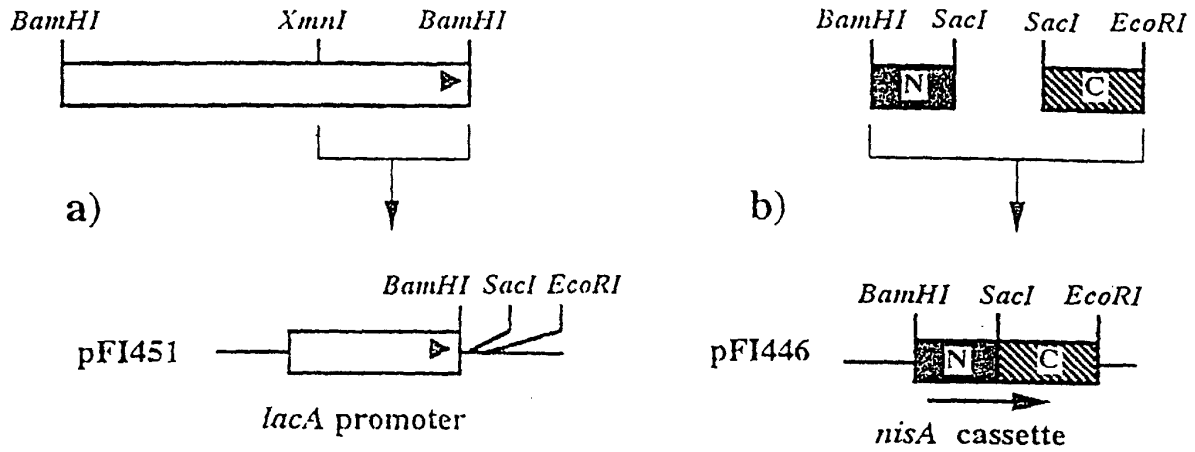 BamHI XmnI BamHI
BamHI SacI SacI EcoRI
N C
a)
b)
BamHI SacI EcoRI
pFI451
lacA promoter
BamHI SacI EcoRI
pFI446
N C
nisA cassette